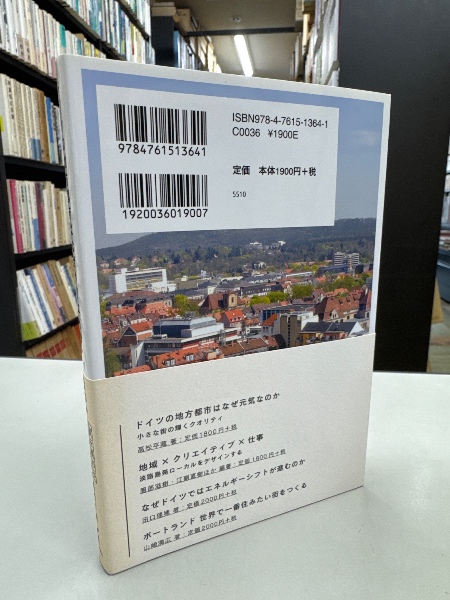 ISBN978-4-7615-1364-1
C0036 ¥1900E
9784761513641
定価 本体1900円+税
1920036019007
5510
ドイツの地方都市はなぜ元気なのか
小さな街の輝くクオリティ
高松平藏 著:定価1800円+税
地域×クリエイティブ×仕事
淡路島発ローカルをデザインする
服部滋樹・江副直樹ほか 編著:定価1800円+税
なぜドイツではエネルギーシフトが進むのか
田口理穂 著:定価2000円+税
ポートランド 世界で一番住みたい街をつくる
山崎満広 著:定価2000円+税